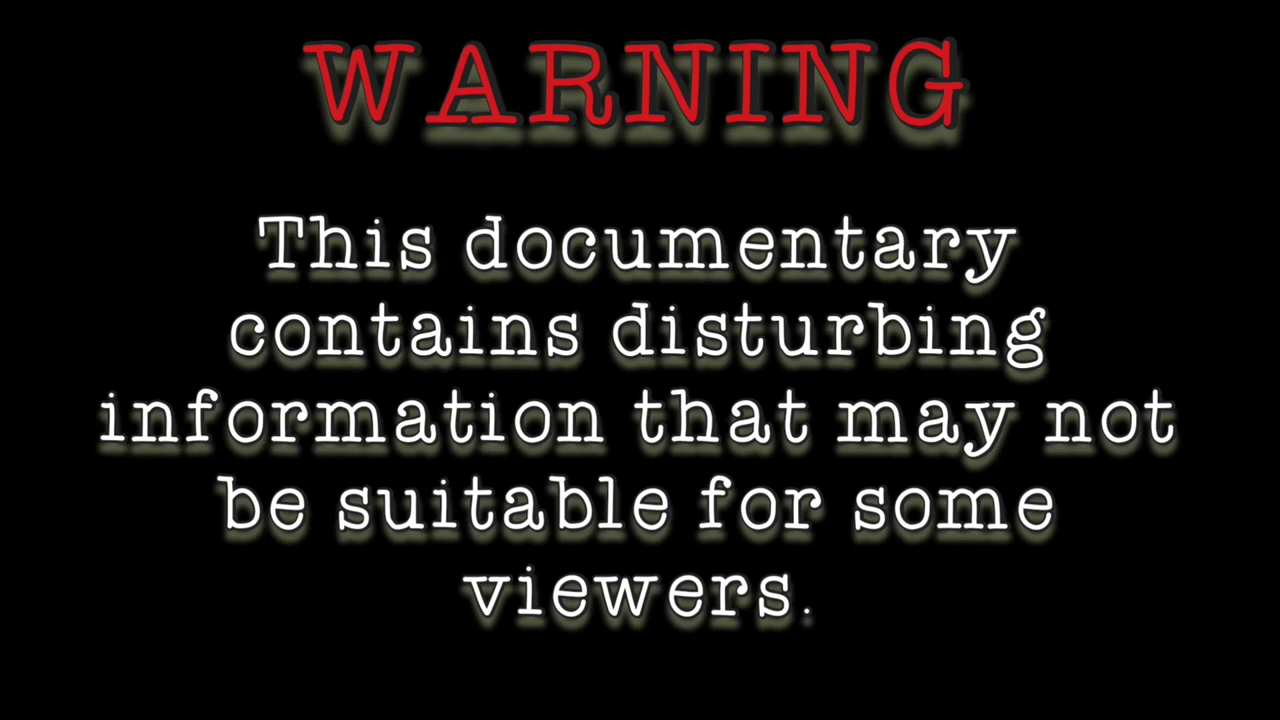 WARNING
This documentary
contains disturbing
information that may not
be suitable for some
viewers.